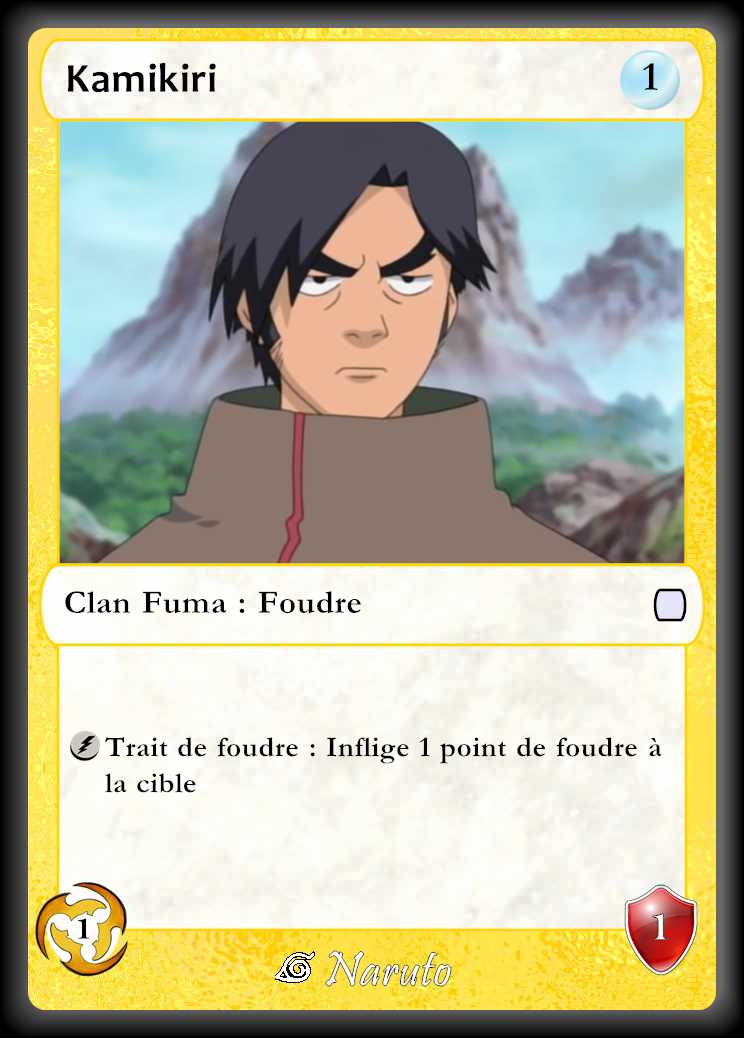 Kamikiri
1
Clan Fuma : Foudre
Trait de foudre : Inflige 1 point de foudre à
la cible
1
1
Naruto